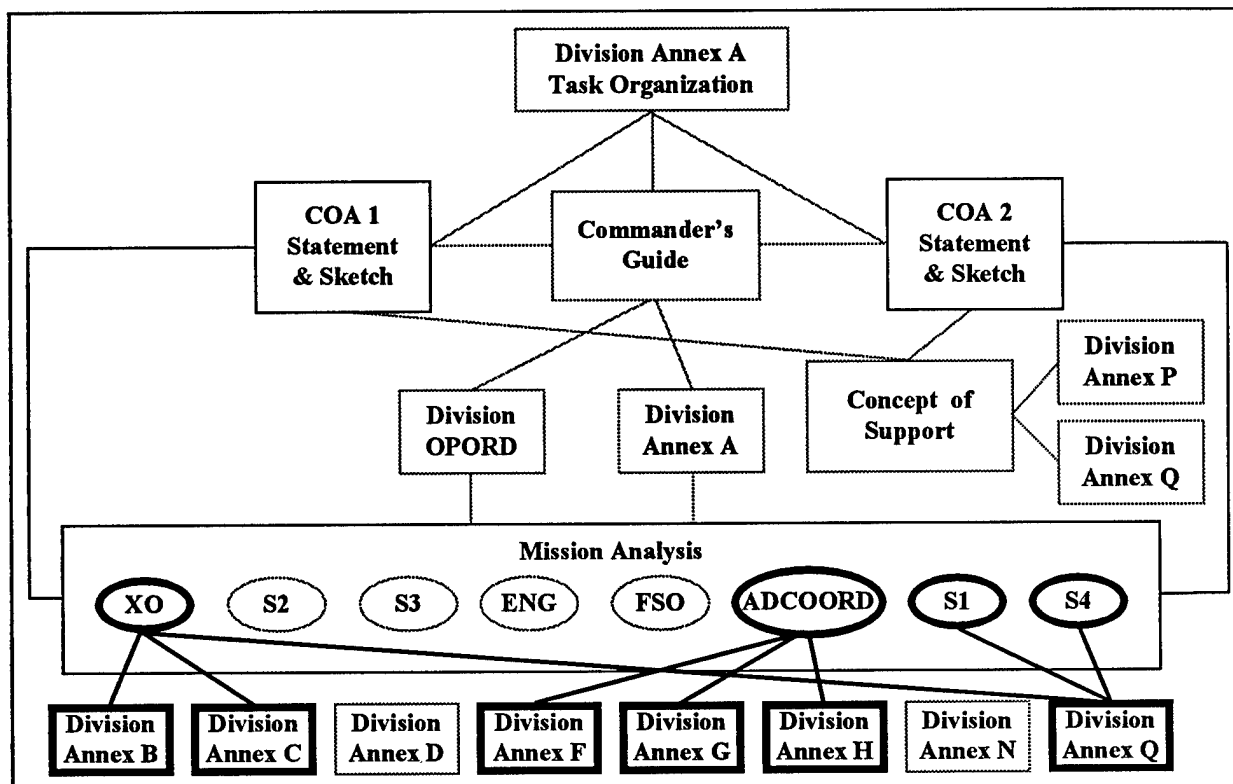 Division Annex A
Task Organization
COA 1
Statement
& Sketch
Commander's
Guide
COA 2
Statement
& Sketch
Division
Annex P
Division
OPORD
Division
Annex A
Concept of
Support
Division
Annex Q
Mission Analysis
XO
S2
S3
ENG
FSO
ADCOORD
S1
S4
Division
Annex B
Division
Annex C
Division
Annex D
Division
Annex F
Division
Annex G
Division
Annex H
Division
Annex N
Division
Annex Q